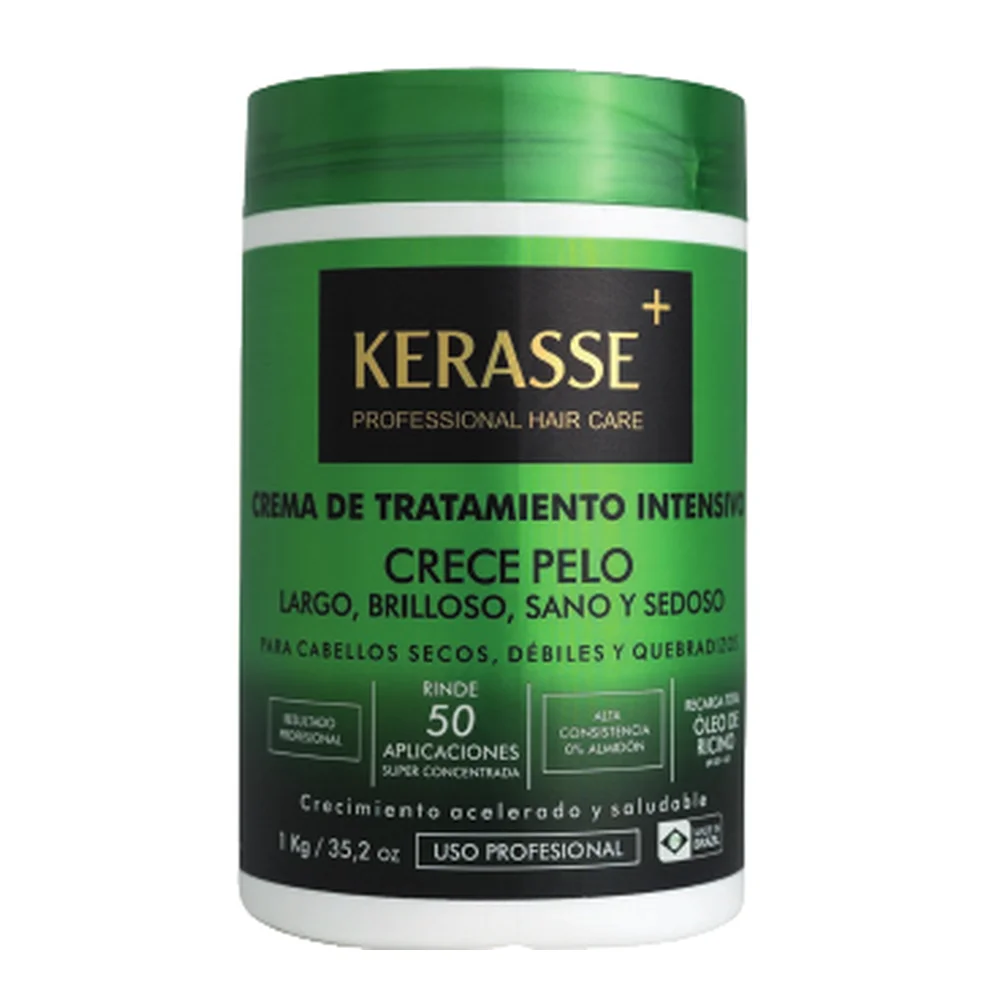 KERASSE+
PROFESSIONAL HAIR CARE
CREMA DE TRATAMIENTO INTENSIVO
CRECE PELO
LARGO, BRILLOSO, SANO Y SEDOSO
PARA CABELLOS SECOS, DÉBILES Y QUEBRADIZOS
RESULTADO
PROFESIONAL
RINDE
50
APLICACIONES
SUPER CONCENTRADA
ALTA
CONSISTENCIA
0% ALMIDÓN
RECARGA TOTAL
ÓLEO DE
RICINO
Crecimiento acelerado y saludable
1 Kg / 35,2 oz
USO PROFESIONAL
MADE IN
BRAZIL